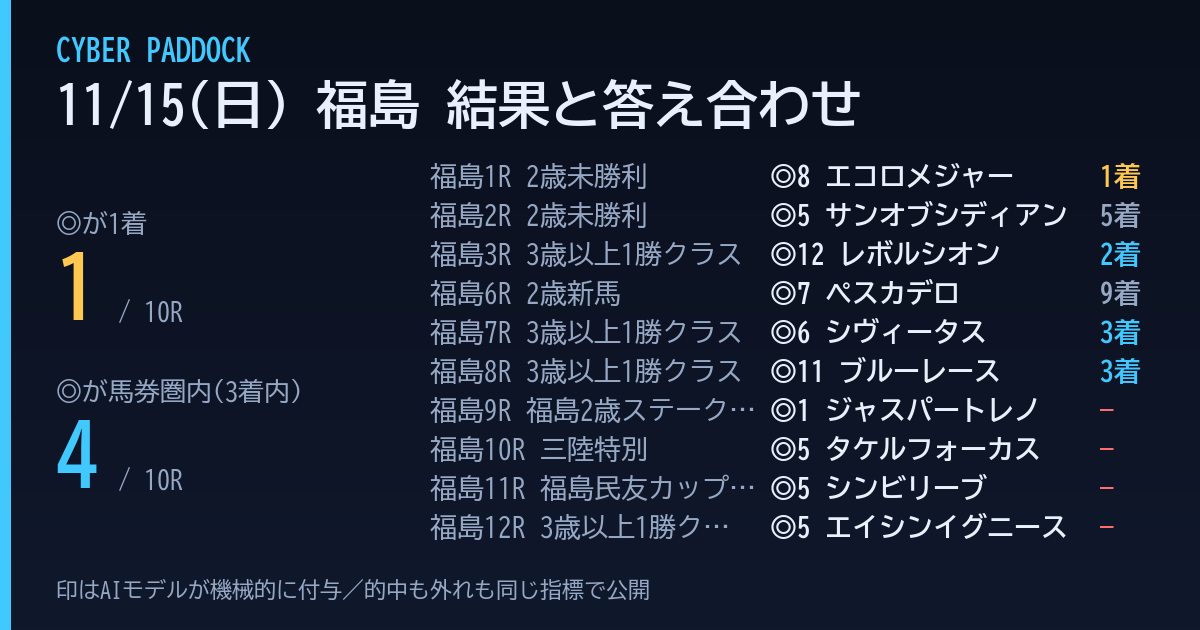 CYBER PADDOCK
11/15(日) 福島 結果と答え合わせ
◎が1着
1 / 10R
◎が馬券圏内(3着内)
4 / 10R
福島1R 2歳未勝利 ◎8 エコロメジャー 1着
福島2R 2歳未勝利 ◎5 サンオブシディアン 5着
福島3R 3歳以上1勝クラス ◎12 レボルシオン 2着
福島6R 2歳新馬 ◎7 ペスカデロ 9着
福島7R 3歳以上1勝クラス ◎6 シヴィータス 3着
福島8R 3歳以上1勝クラス ◎11 ブルーレース 3着
福島9R 福島2歳ステーク… ◎1 ジャスパートレノ –
福島10R 三陸特別 ◎5 タケルフォーカス –
福島11R 福島民友カップ… ◎5 シンビリーブ –
福島12R 3歳以上1勝ク… ◎5 エイシンイグニース –
印はAIモデルが機械的に付与／的中も外れも同じ指標で公開